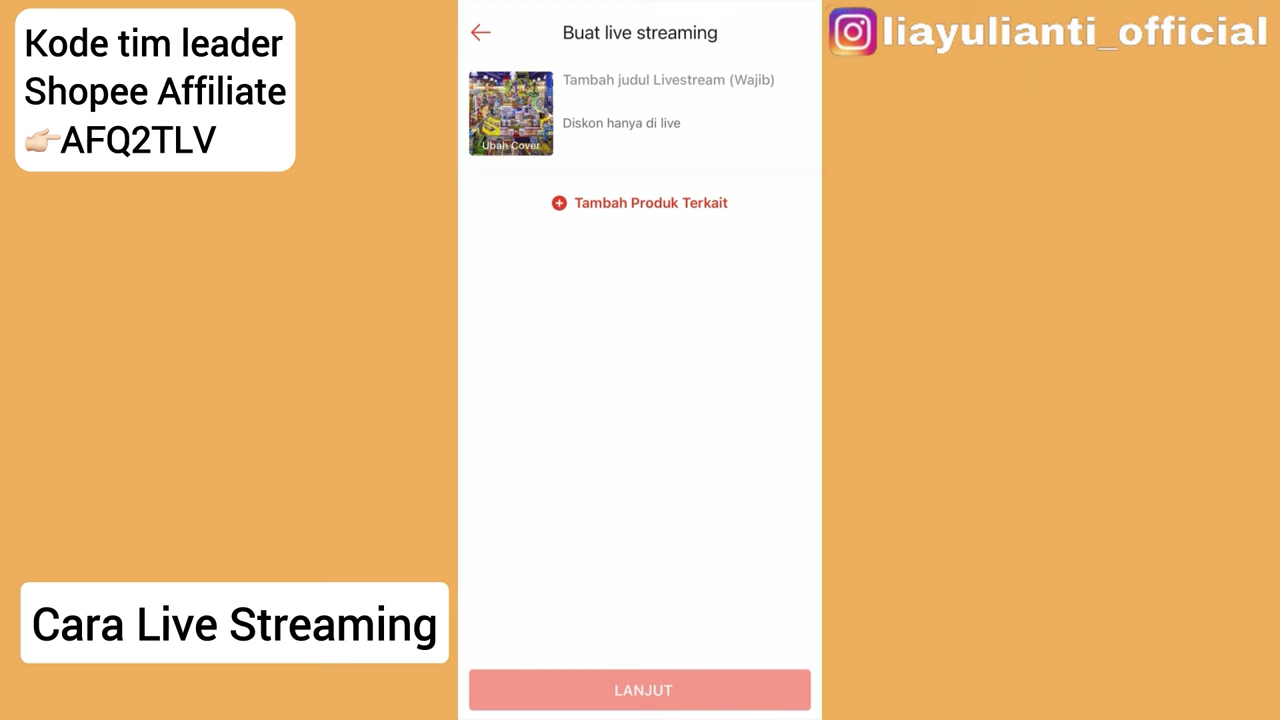 Kode tim leader
Shopee Affiliate
👉🏻AFQ2TLV
Buat live streaming
liayulianti_official
Tambah judul Livestream (Wajib)
Diskon hanya di live
Ubah Cover
Tambah Produk Terkait
Cara Live Streaming
LANJUT